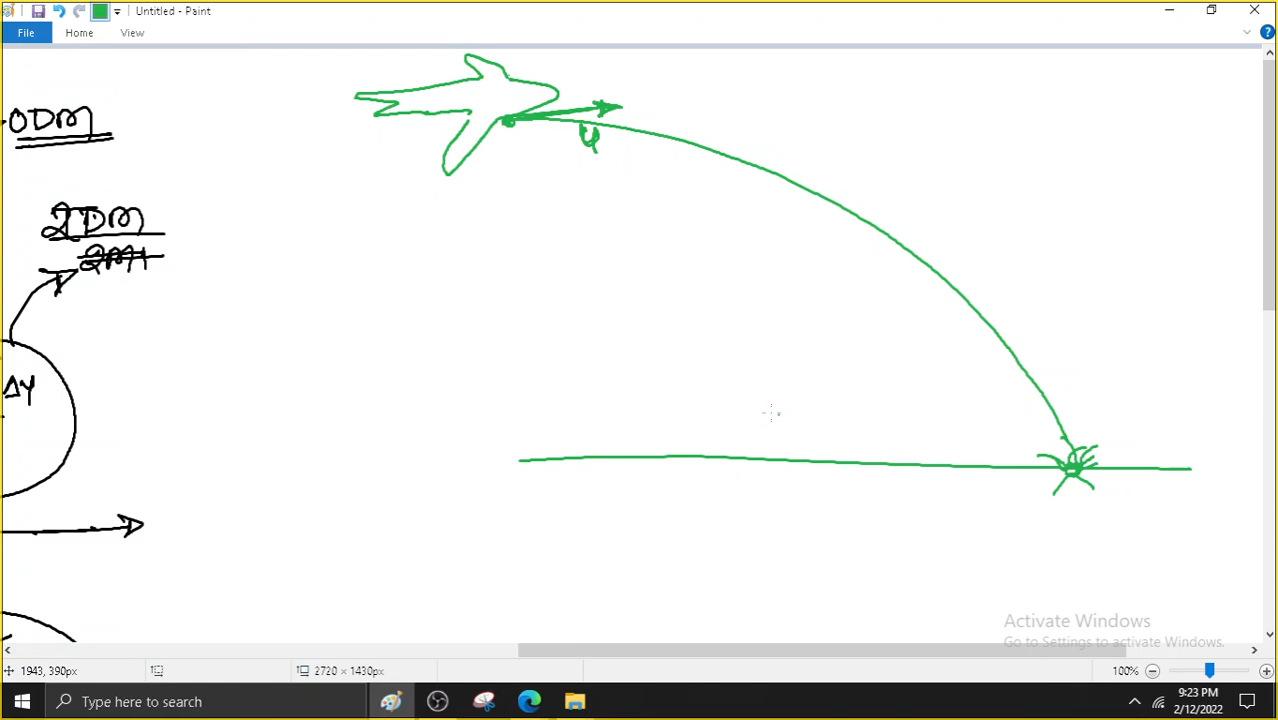 Untitled - Paint
File Home View
ODM
2DM
u
ΔY
Activate Windows
Go to Settings to activate Windows.
1943, 390px
2720 × 1430px
100%
Type here to search
9:23 PM
2/12/2022